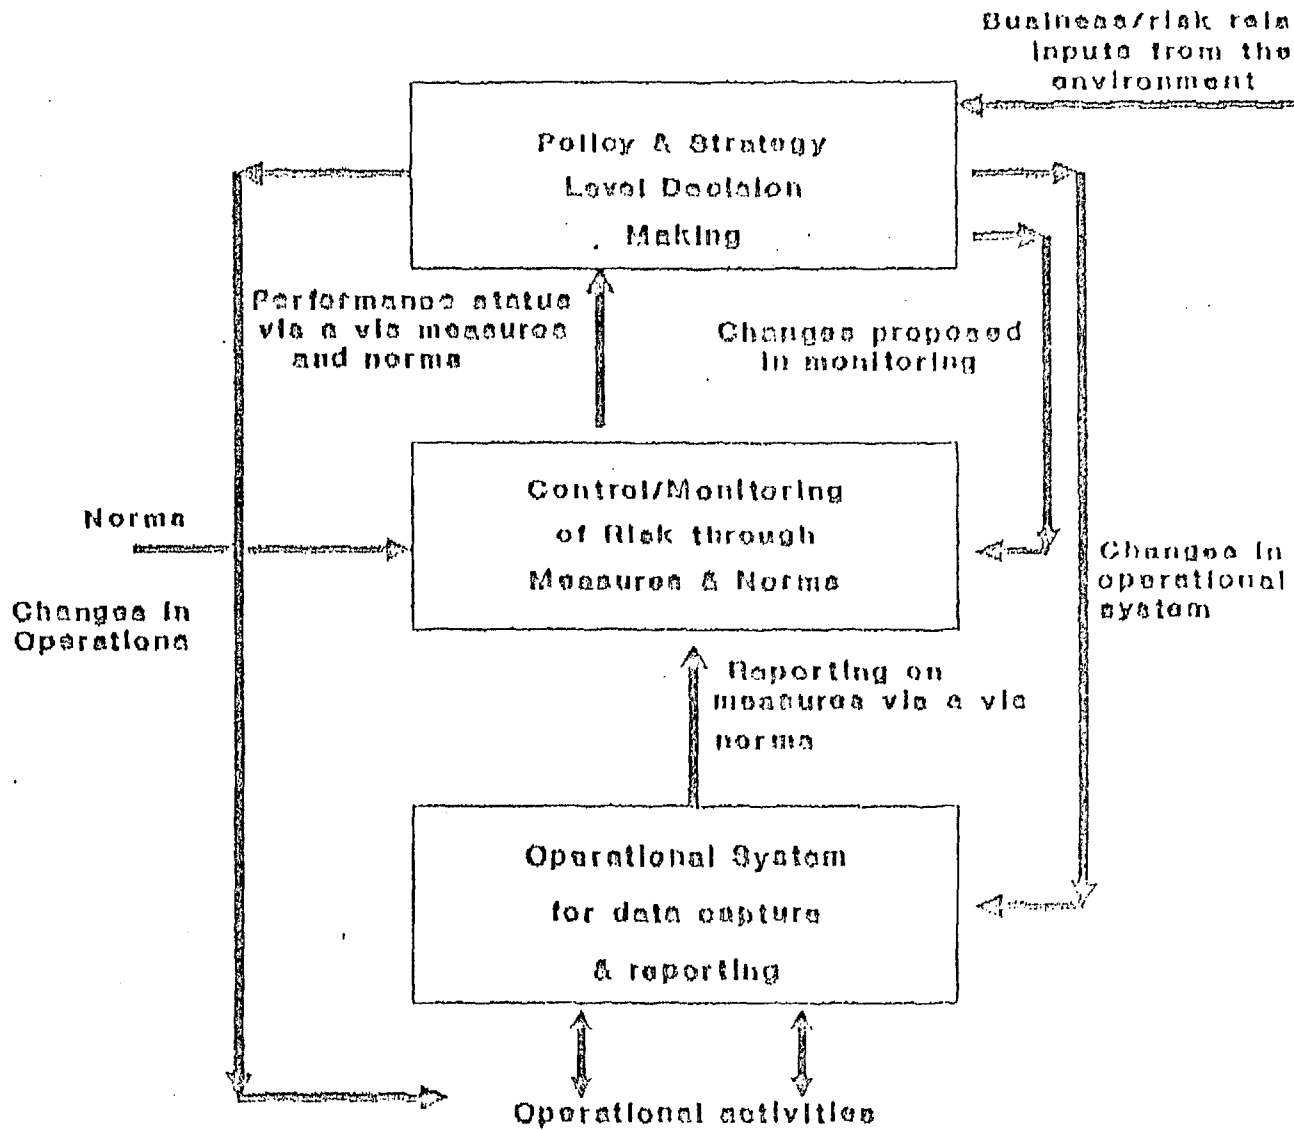 Business/risk rela
inputs from the
environment
Policy & Strategy
Level Decision
Making
Performance status
vis a vis measures
and norms
Changes proposed
in monitoring
Control/Monitoring
of Risk through
Measures & Norms
Norms
Changes in
Operations
Changes in
operational
system
Reporting on
measures vis a vis
norms
Operational System
for data capture
& reporting
Operational activities